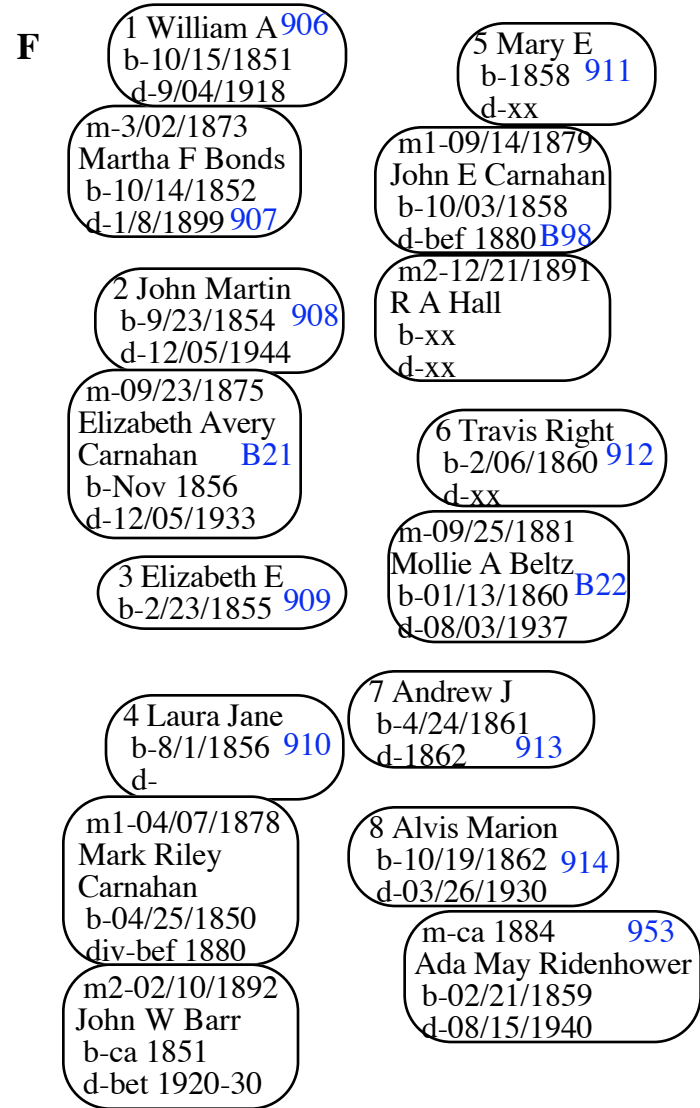 F
1 William A 906
b-10/15/1851
d-9/04/1918
m-3/02/1873
Martha F Bonds
b-10/14/1852
d-1/8/1899 907
2 John Martin
b-9/23/1854 908
d-12/05/1944
m-09/23/1875
Elizabeth Avery
Carnahan B21
b-Nov 1856
d-12/05/1933
3 Elizabeth E
b-2/23/1855 909
4 Laura Jane
b-8/1/1856 910
d-
m1-04/07/1878
Mark Riley
Carnahan
b-04/25/1850
div-bef 1880
m2-02/10/1892
John W Barr
b-ca 1851
d-bet 1920-30
5 Mary E
b-1858 911
d-xx
m1-09/14/1879
John E Carnahan
b-10/03/1858
d-bef 1880 B98
m2-12/21/1891
R A Hall
b-xx
d-xx
6 Travis Right
b-2/06/1860 912
d-xx
m-09/25/1881
Mollie A Beltz
b-01/13/1860 B22
d-08/03/1937
7 Andrew J
b-4/24/1861
d-1862 913
8 Alvis Marion
b-10/19/1862 914
d-03/26/1930
m-ca 1884 953
Ada May Ridenhower
b-02/21/1859
d-08/15/1940